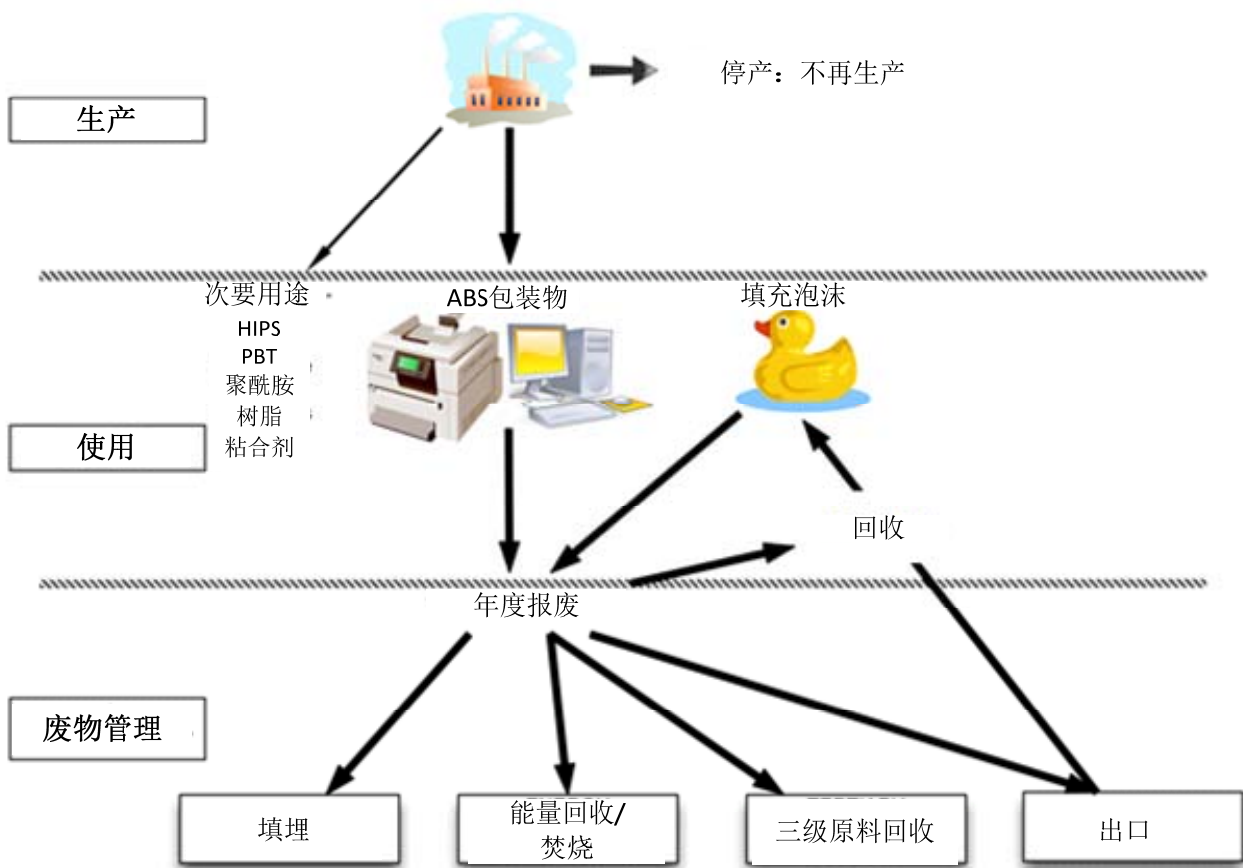 停产：不再生产
生产
次要用途
ABS包装物
填充泡沫
HIPS
PBT
聚酰胺
树脂
粘合剂
使用
回收
年度报废
废物管理
填埋
能量回收/
焚烧
三级原料回收
出口